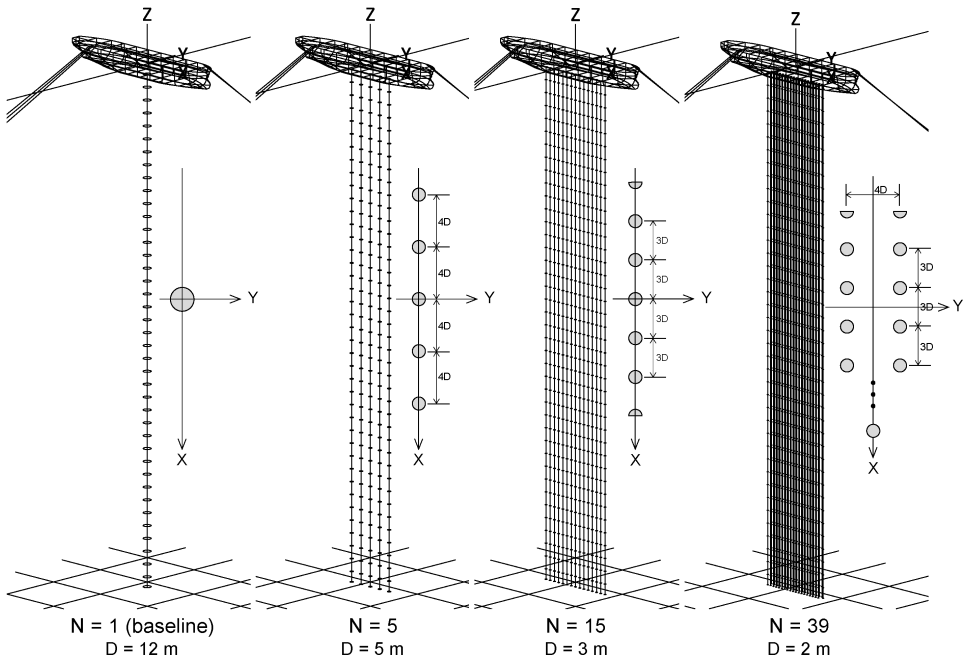 Z
Y
X
Y
X
N = 1 (baseline)
D = 12 m
Z
Y
X
4D
4D
4D
4D
Y
X
N = 5
D = 5 m
Z
Y
X
3D
3D
3D
3D
Y
X
N = 15
D = 3 m
Z
Y
X
4D
3D
3D
3D
Y
X
N = 39
D = 2 m